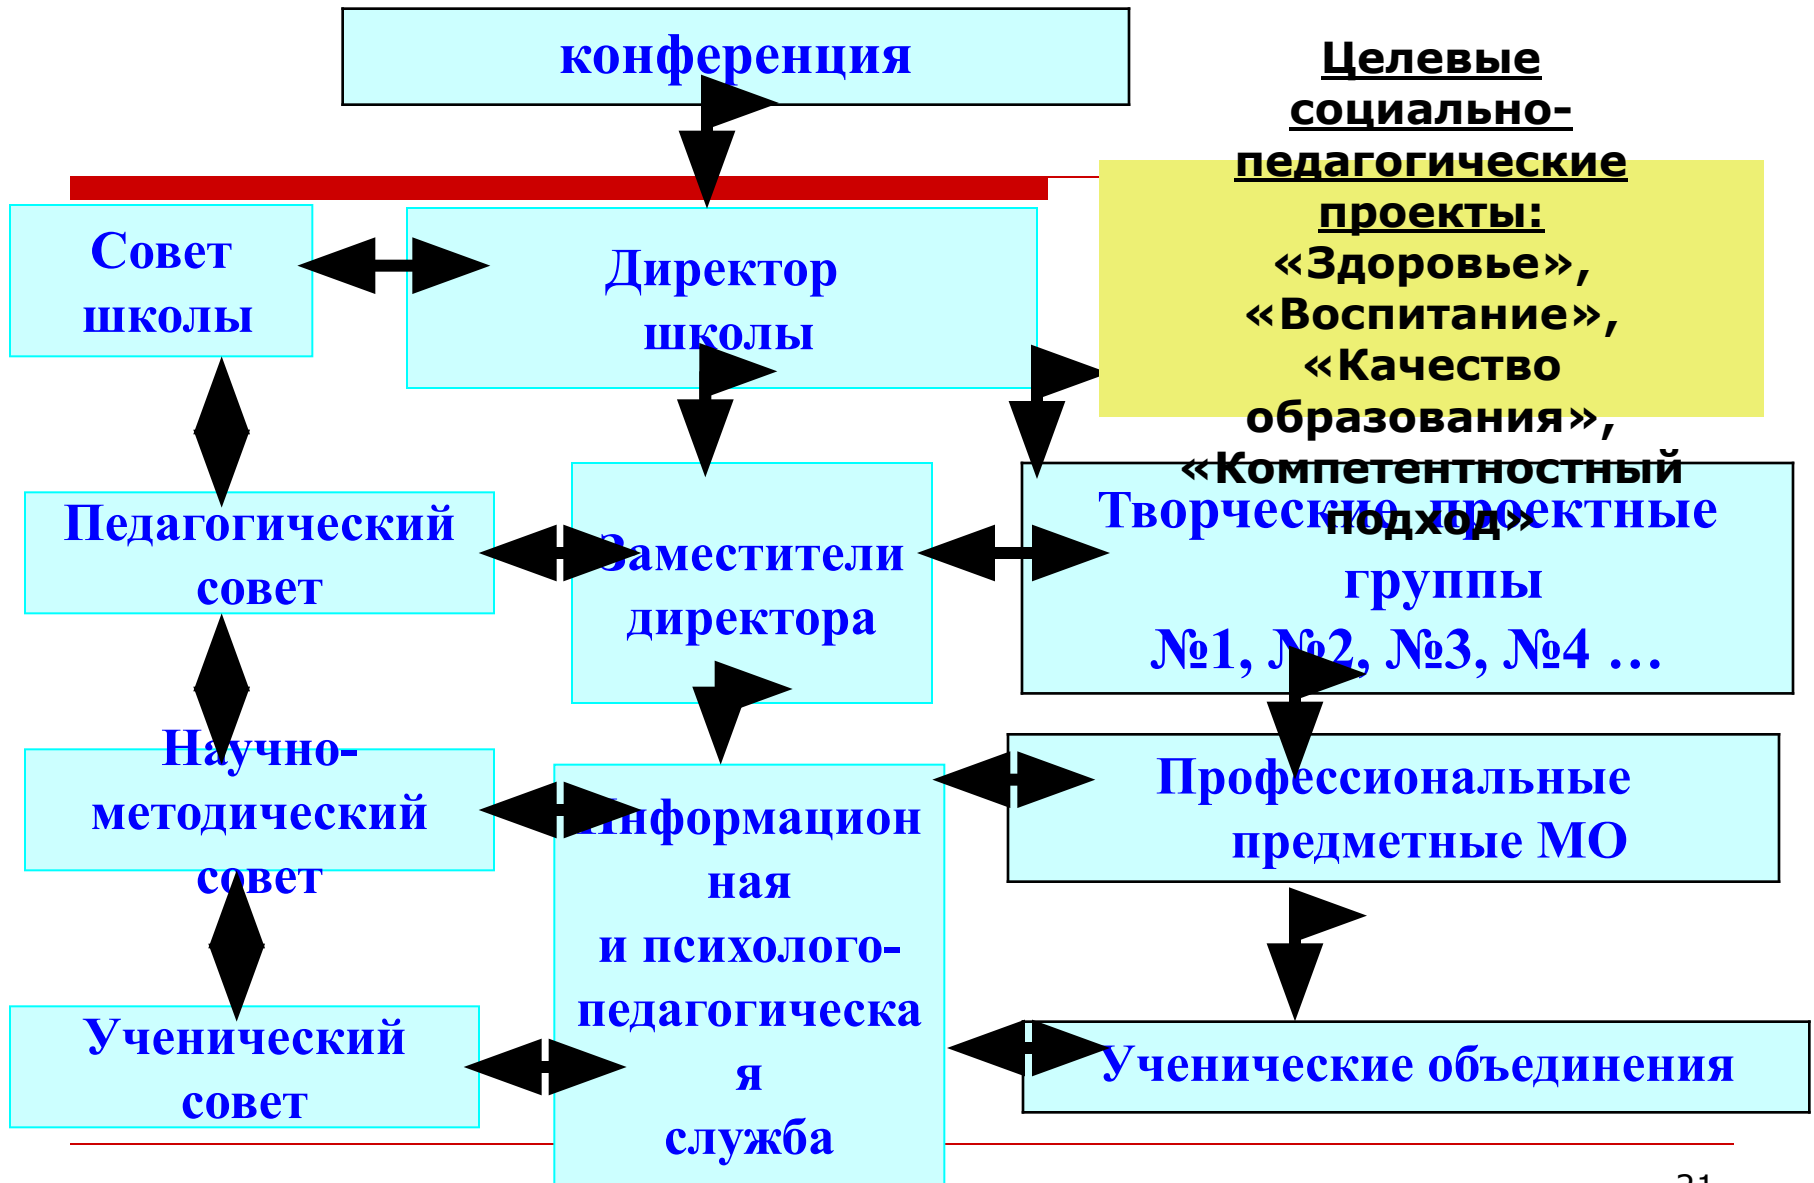 конференция
Целевые
социально-
педагогические
проекты:
«Здоровье»,
«Воспитание»,
«Качество
образования»,
«Компетентностный
подход»
Совет
школы
Директор
школы
Педагогический
совет
Заместители
директора
Творческие проектные
группы
№1, №2, №3, №4 …
Научно-
методический
совет
Информацион
ная
и психолого-
педагогическа
я
служба
Профессиональные
предметные МО
Ученический
совет
Ученические объединения